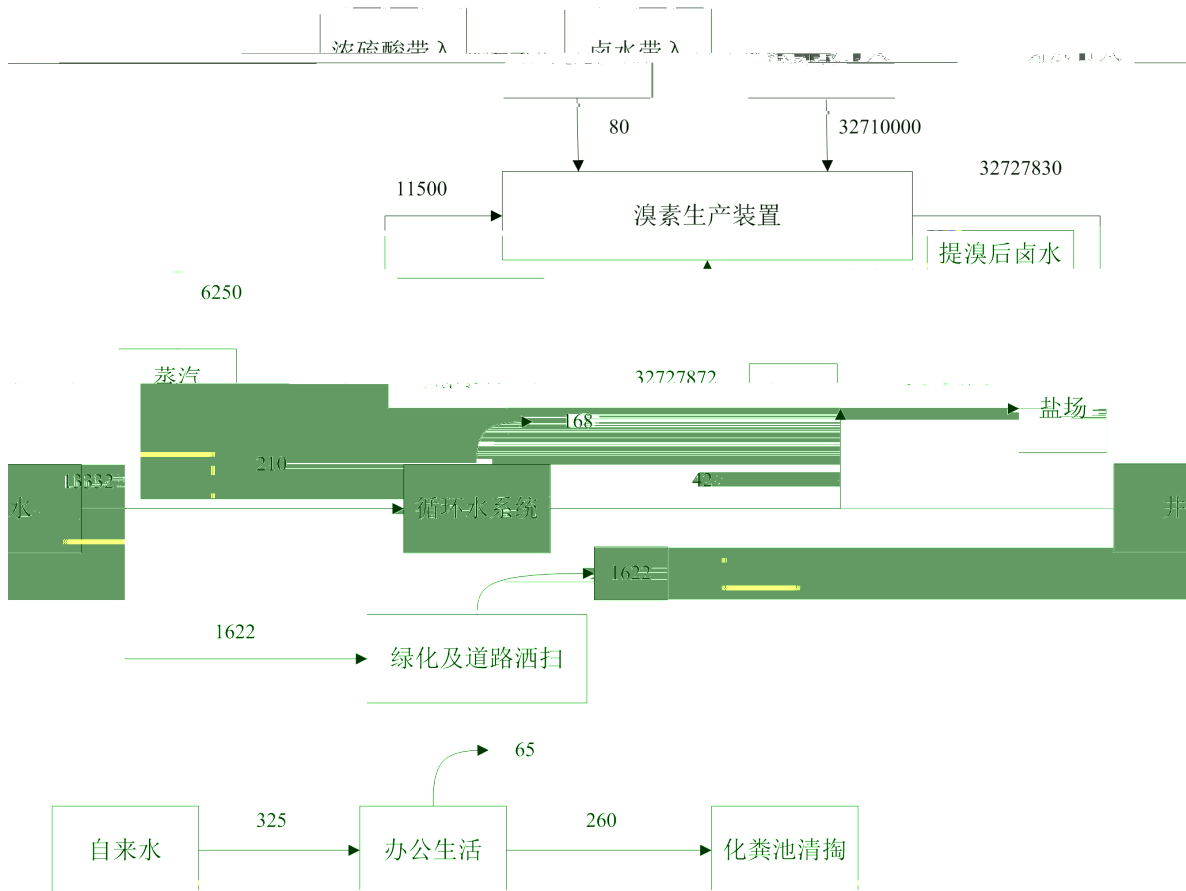 浓硫酸带入
卤水带入
80
32710000
32727830
11500
溴素生产装置
提溴后卤水
6250
蒸汽
32727872
盐场
168
210
13332
42
水
循环水系统
井
1622
1622
绿化及道路洒扫
65
325
260
自来水
办公生活
化粪池清掏